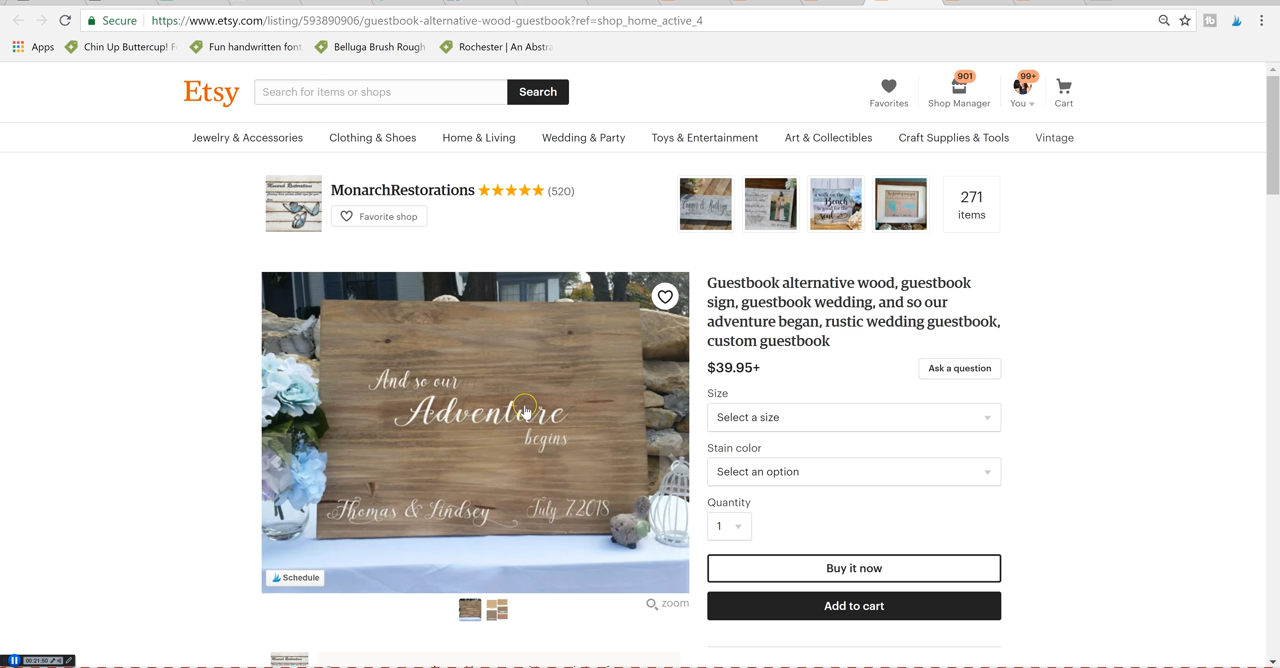 Secure
https://www.etsy.com/listing/593890906/guestbook-alternative-wood-guestbook?ref=shop_home_active_4
Apps
Chin Up Buttercup! F
Fun handwritten font
Belluga Brush Rough
Rochester | An Abstra
Etsy
Search for items or shops
Search
901
99+
Favorites
Shop Manager
You
Cart
Jewelry & Accessories
Clothing & Shoes
Home & Living
Wedding & Party
Toys & Entertainment
Art & Collectibles
Craft Supplies & Tools
Vintage
MonarchRestorations
(520)
Favorite shop
Beach
271
items
And so our
Adventure
begins
Thomas & Lindsey
July 7.2018
Schedule
zoom
Guestbook alternative wood, guestbook
sign, guestbook wedding, and so our
adventure began, rustic wedding guestbook,
custom guestbook
$39.95+
Ask a question
Size
Select a size
Stain color
Select an option
Quantity
1
Buy it now
Add to cart
00:21:50